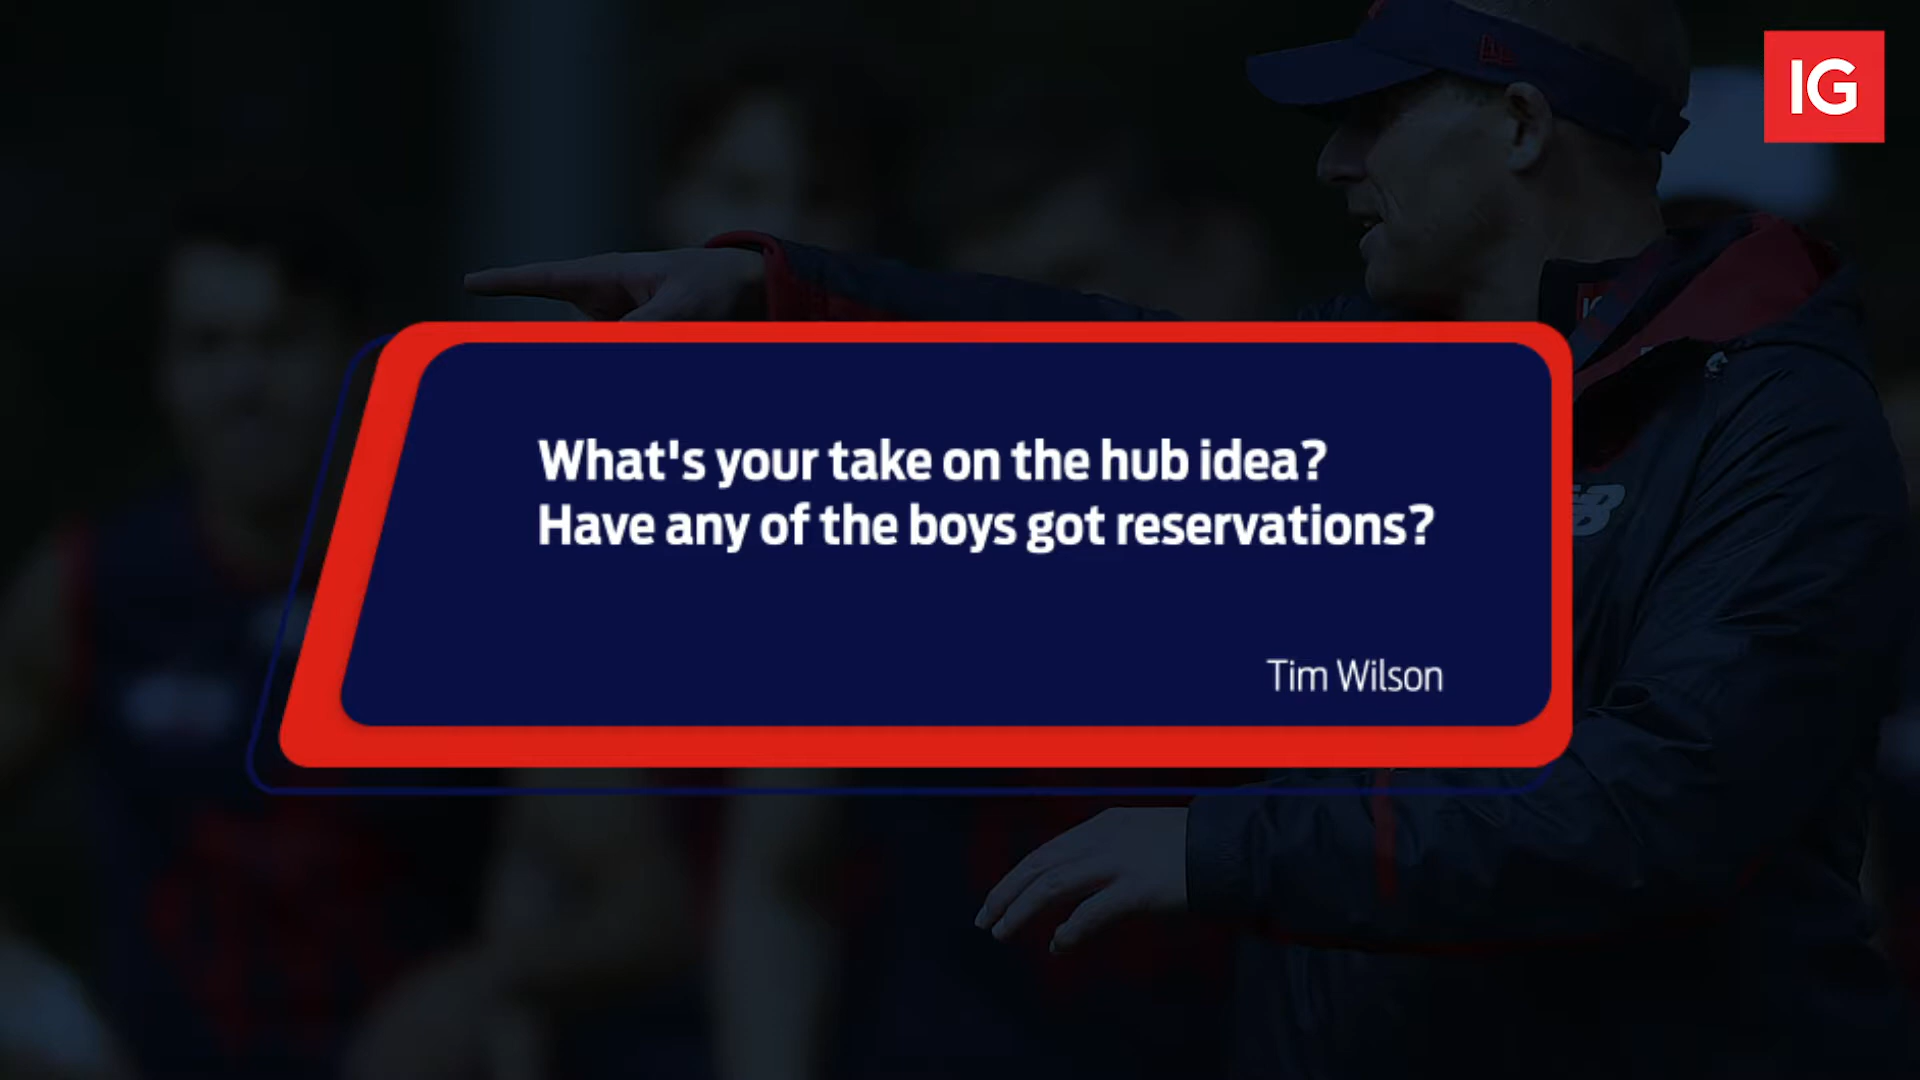 IG
What's your take on the hub idea?
Have any of the boys got reservations?
Tim Wilson